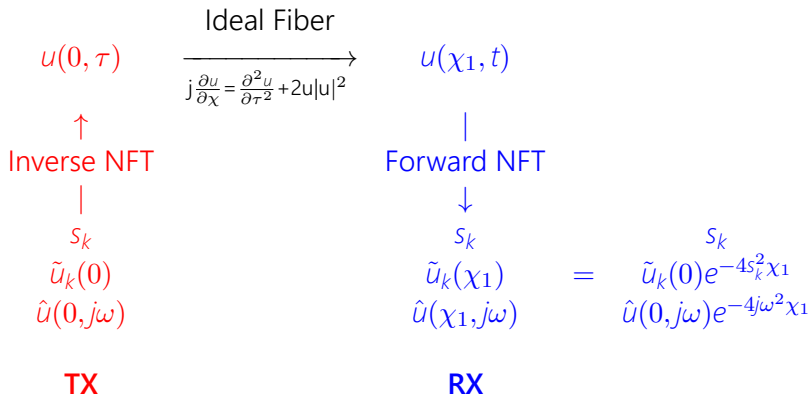 Ideal Fiber
u(0, τ) ⟶ u(χ₁, t)
j ∂u/∂χ = ∂²u/∂τ² + 2u|u|²
↑ |
Inverse NFT Forward NFT
| ↓
s_k s_k s_k
ũ_k(0) ũ_k(χ₁) = ũ_k(0)e^{−4s_k²χ₁}
û(0,jω) û(χ₁,jω) û(0,jω)e^{−4jω²χ₁}
TX RX